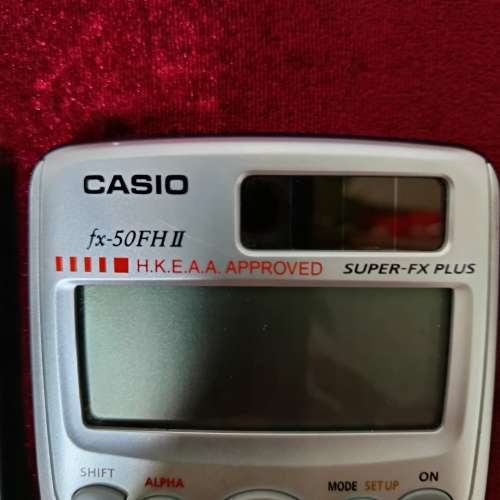 CASIO
fx-50FH II
H.K.E.A.A. APPROVED SUPER-FX PLUS
SHIFT ALPHA MODE SETUP ON